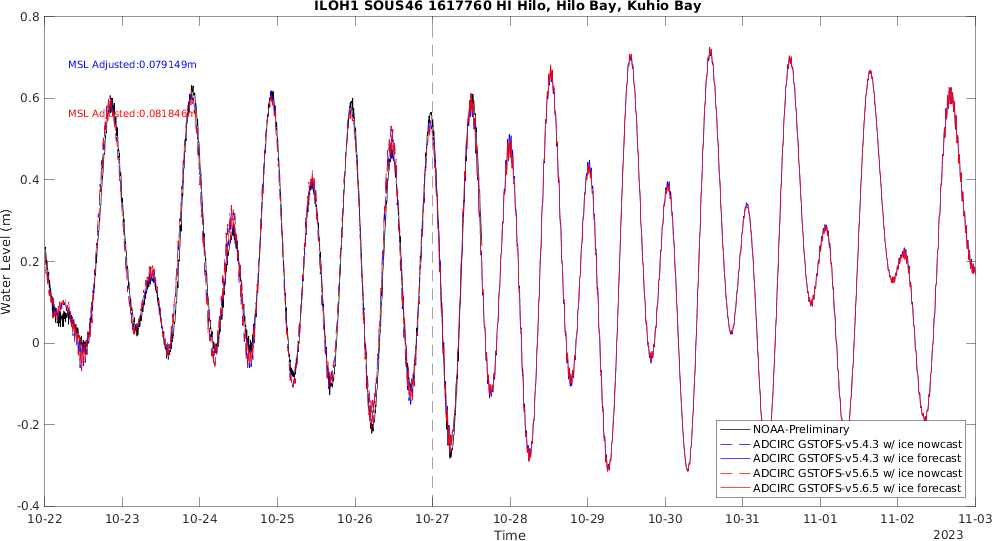 ILOH1 SOUS46 1617760 HI Hilo, Hilo Bay, Kuhio Bay
0.8
MSL Adjusted:0.079149m
0.6
MSL Adjusted:0.081846m
0.4
Water Level (m)
0.2
0
-0.2
-0.4
NOAA-Preliminary
ADCIRC GSTOFS-v5.4.3 w/ ice nowcast
ADCIRC GSTOFS-v5.4.3 w/ ice forecast
ADCIRC GSTOFS-v5.6.5 w/ ice nowcast
ADCIRC GSTOFS-v5.6.5 w/ ice forecast
10-22 10-23 10-24 10-25 10-26 10-27 10-28 10-29 10-30 10-31 11-01 11-02 11-03
Time
2023